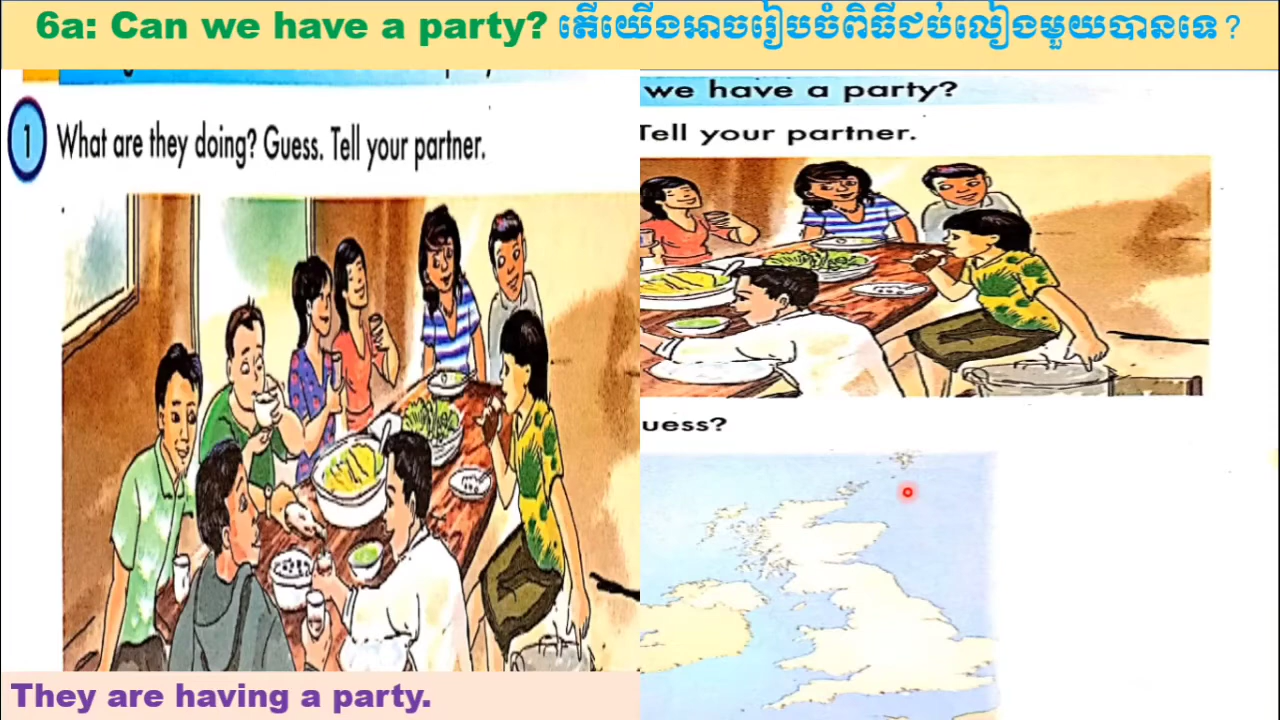 6a: Can we have a party? តើយើងអាចរៀបចំពិធីជប់លៀងមួយបានទេ?
1 What are they doing? Guess. Tell your partner.
They are having a party.
we have a party?
Tell your partner.
uess?